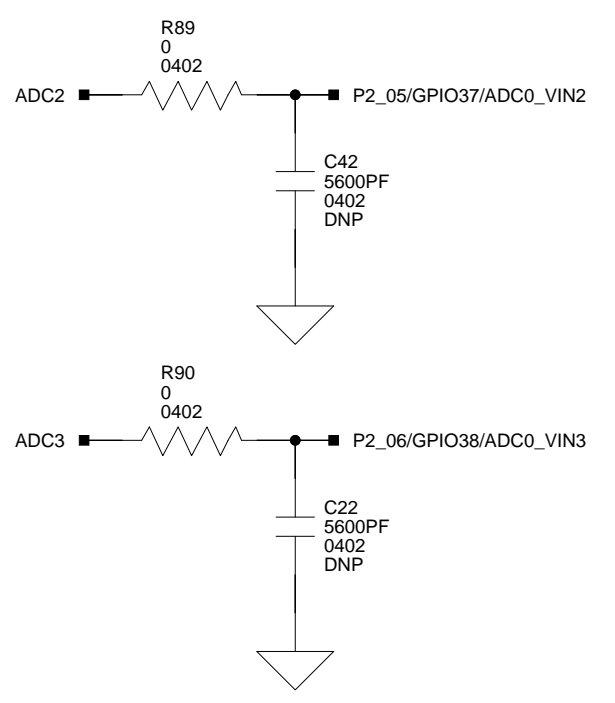 R89
0
0402
ADC2
P2_05/GPIO37/ADC0_VIN2
C42
5600PF
0402
DNP
R90
0
0402
ADC3
P2_06/GPIO38/ADC0_VIN3
C22
5600PF
0402
DNP